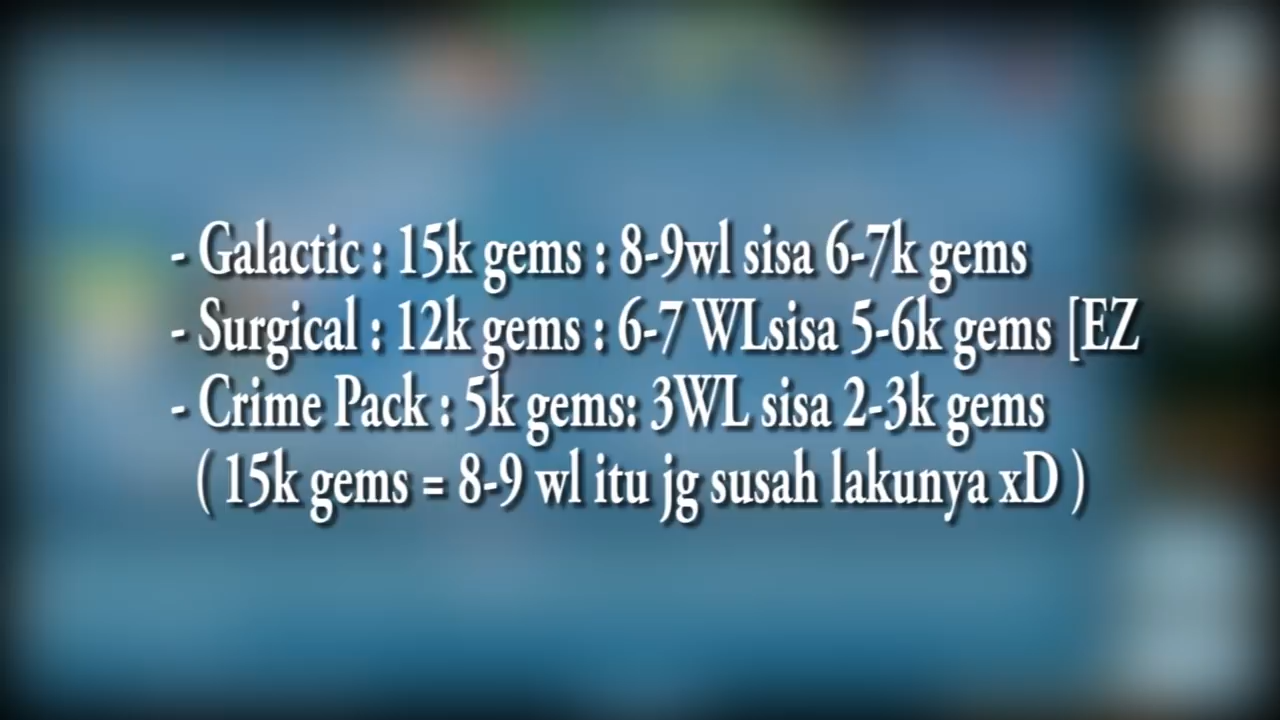 - Galactic : 15k gems : 8-9wl sisa 6-7k gems
- Surgical : 12k gems : 6-7 WLsisa 5-6k gems [EZ
- Crime Pack : 5k gems: 3WL sisa 2-3k gems
( 15k gems = 8-9 wl itu jg susah lakunya xD )